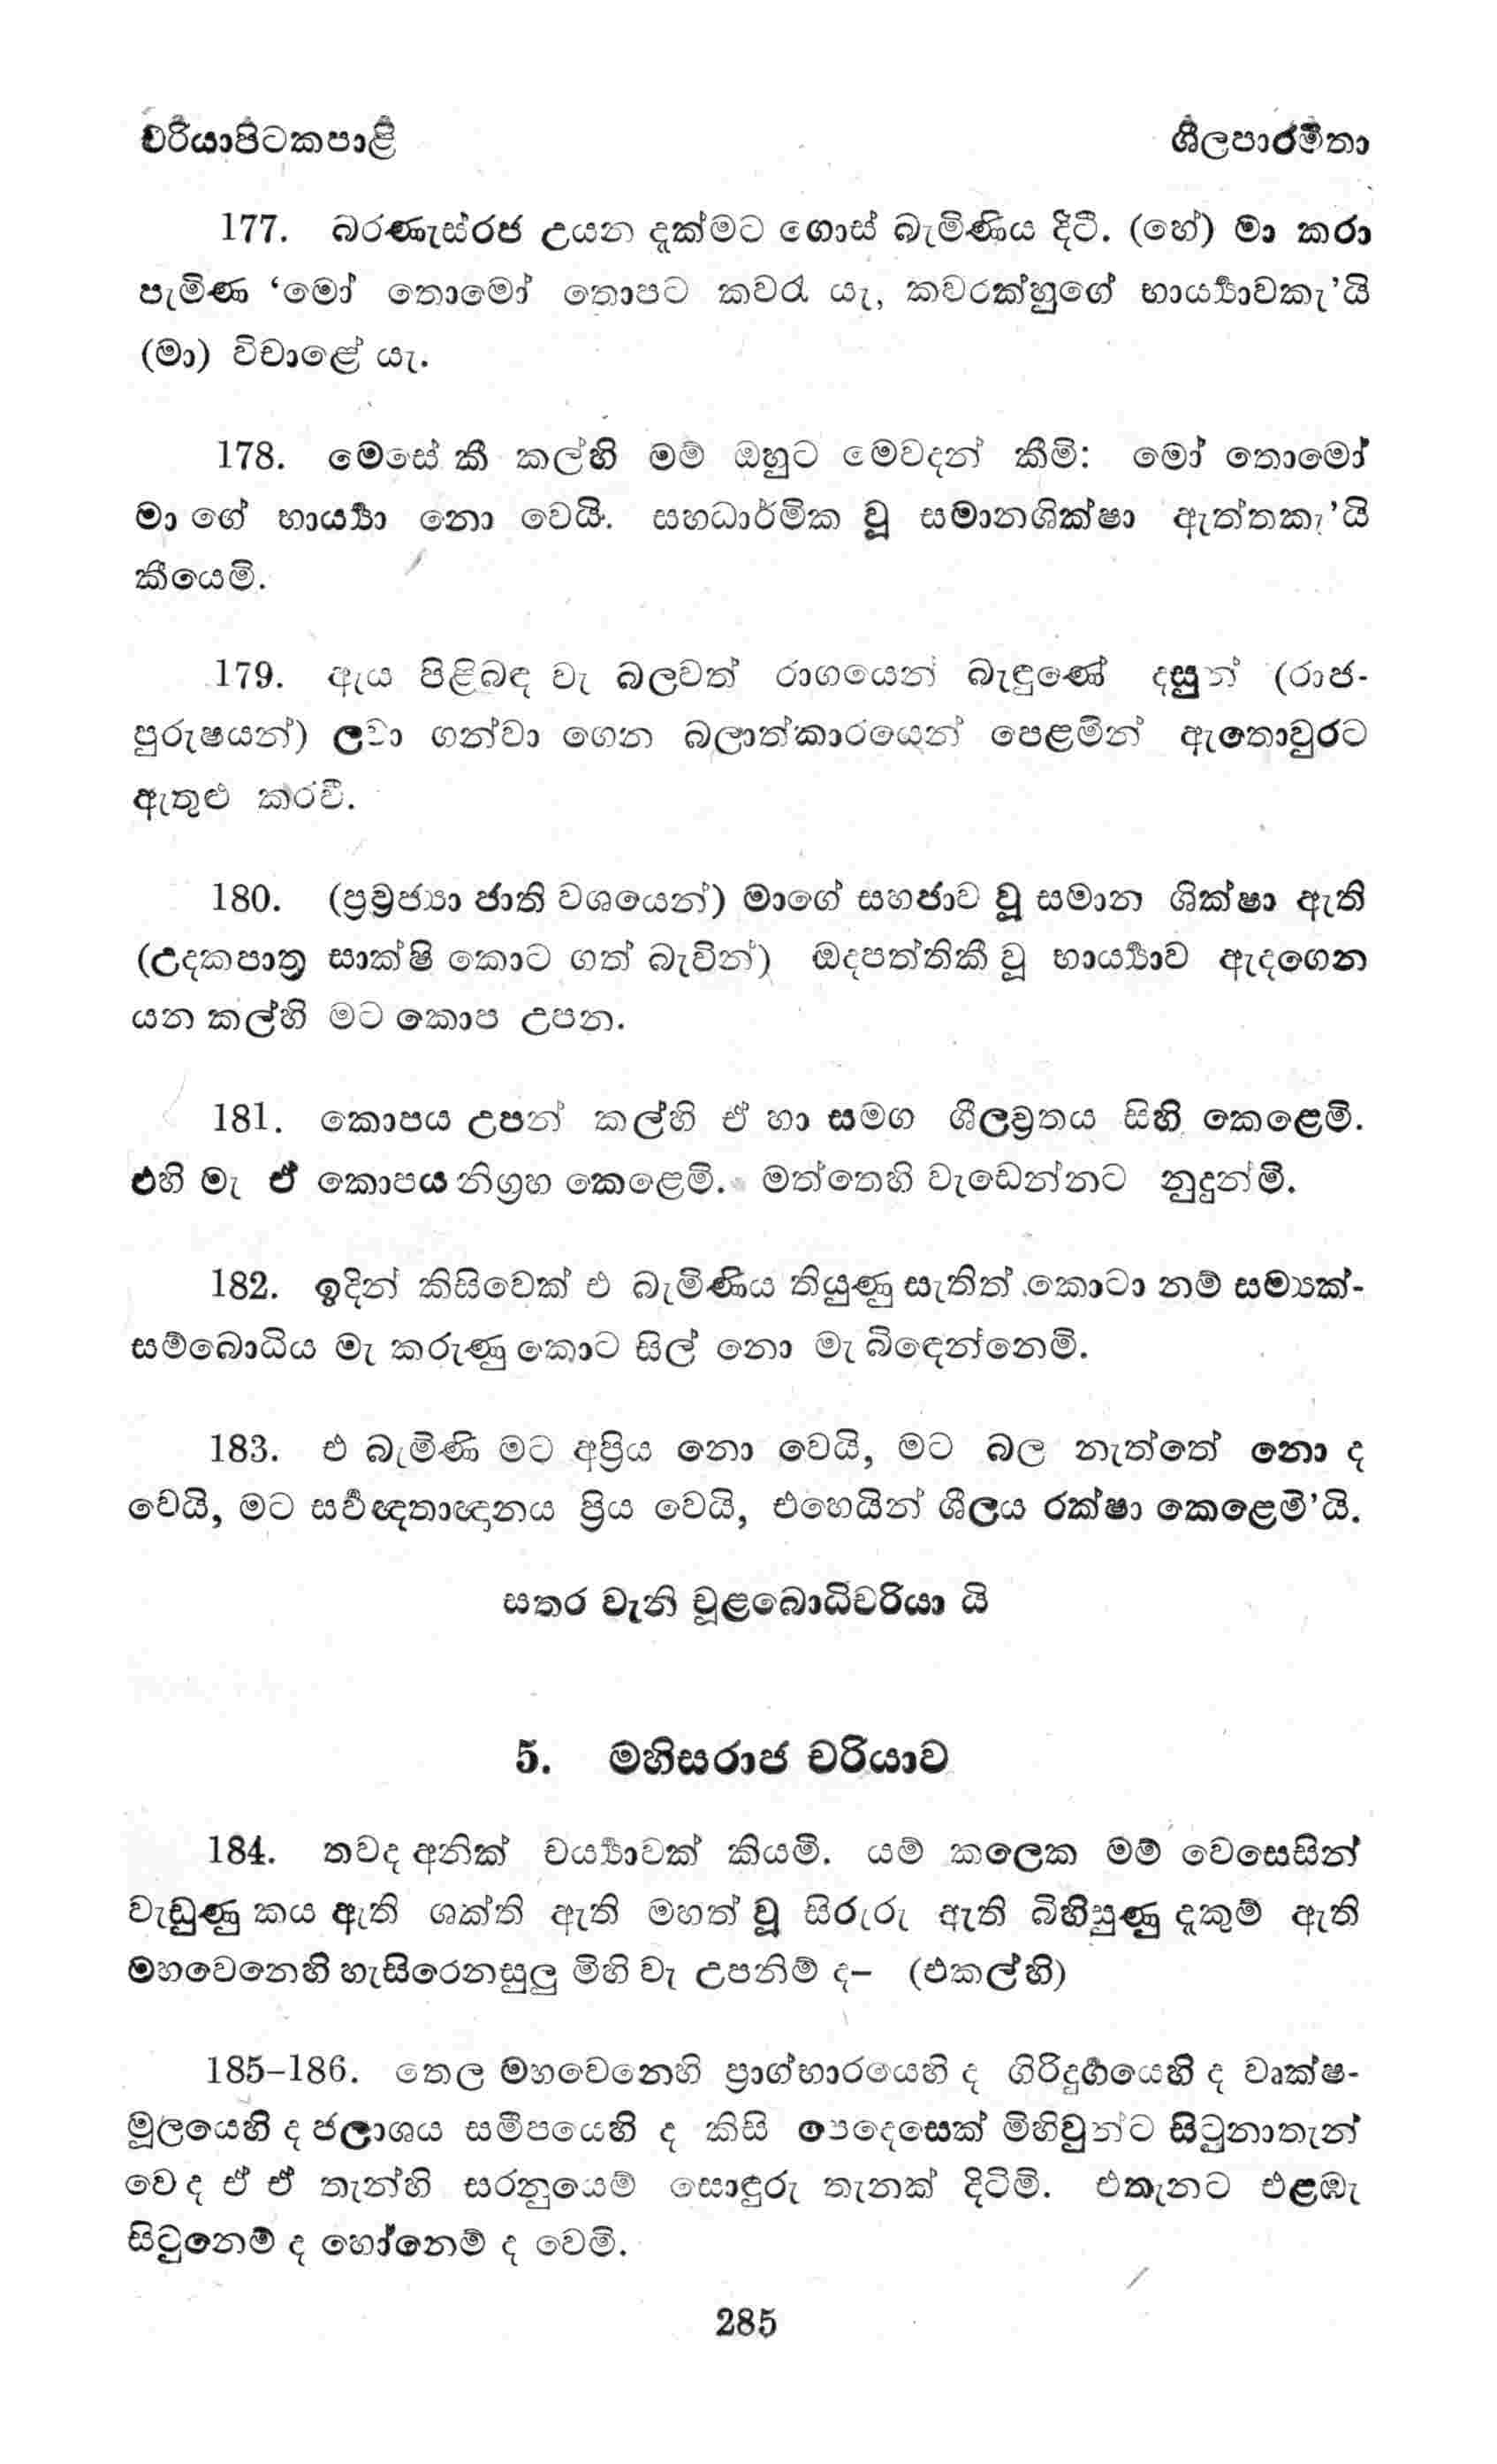 චරියාපිටකපාළි ශීලපාරමිතා
177. බරණැස්රජ උයන දැක්මට ගොස් බැමිණිය දිටී. (හේ) මා කරා
පැමිණ ‘මෝ තොමෝ තොපට කවරැ යැ, කවරක්හුගේ භාර්‍ය්‍යාවකැ’යි
(මා) විචාළේ යැ.
178. මෙසේ කී කල්හි මම් ඔහුට මෙවදන් කීමි: මෝ තොමෝ
මා ගේ භාර්‍ය්‍යා නො වෙයි. සහධාර්මික වූ සමානශික්ෂා ඇත්තකැ’යි
කීයෙමි.
179. ඇය පිළිබඳ වැ බලවත් රාගයෙන් බැඳුණේ දසුන් (රාජ-
පුරුෂයන්) ලවා ගන්වා ගෙන බලාත්කාරයෙන් පෙළමින් ඇතොවුරට
ඇතුළු කරවී.
180. (ප්‍රව්‍රජ්‍යා ජාති වශයෙන්) මාගේ සහජාව වූ සමාන ශික්ෂා ඇති
(උදකපාත්‍ර සාක්ෂි කොට ගත් බැවින්) ඔදපත්තිකී වූ භාර්‍ය්‍යාව ඇදගෙන
යන කල්හි මට කොප උපන.
181. කොපය උපන් කල්හි ඒ හා සමග ශීලව්‍රතය සිහි කෙළෙමි.
එහි මැ ඒ කොපය නිග්‍රහ කෙළෙමි. මත්තෙහි වැඩෙන්නට නුදුන්මි.
182. ඉදින් කිසිවෙක් එ බැමිණිය තියුණු සැතින් කොටා නම් සම්‍යක්-
සම්බොධිය මැ කරුණු කොට සිල් නො මැ බිඳෙන්නෙමි.
183. එ බැමිණි මට අප්‍රිය නො වෙයි, මට බල නැත්තේ නො ද
වෙයි, මට සර්‍වඥතාඥානය ප්‍රිය වෙයි, එහෙයින් ශීලය රක්ෂා කෙළෙමි’යි.
සතර වැනි චූළබොධිචරියා යි
5. මහිසරාජ චරියාව
184. තවද අනික් චර්‍ය්‍යාවක් කියමි. යම් කලෙක මම් වෙසෙසින්
වැඩුණු කය ඇති ශක්ති ඇති මහත් වූ සිරුරු ඇති බිහිසුණු දැකුම් ඇති
මහවෙනෙහි හැසිරෙනසුලු මිහි වැ උපනිම් ද– (එකල්හි)
185–186. තෙල මහවෙනෙහි ප්‍රාග්භාරයෙහි ද ගිරිදුර්‍ගයෙහි ද වෘක්ෂ-
මූලයෙහි ද ජලාශය සමීපයෙහි ද කිසි පෙදෙසෙක් මිහිවුන්ට සිටුනාතැන්
වෙ ද ඒ ඒ තැන්හි සරනුයෙම් සොඳුරු තැනක් දිටිමි. එතැනට එළඹැ
සිටුනෙම් ද හෝනෙම් ද වෙමි.
285